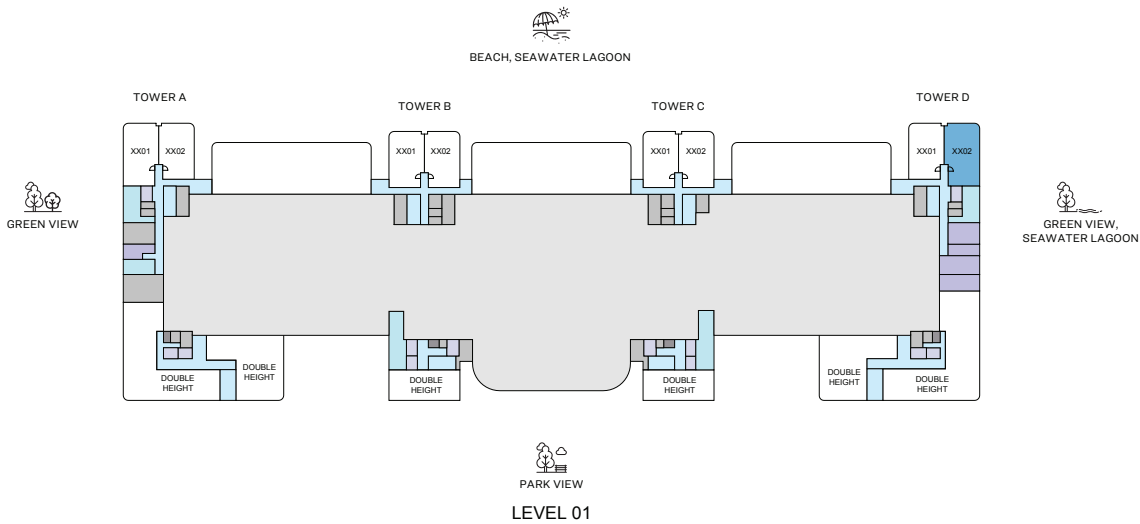 BEACH, SEAWATER LAGOON
TOWER A
TOWER B
TOWER C
TOWER D
XX01
XX02
XX01
XX02
XX01
XX02
XX01
XX02
GREEN VIEW
GREEN VIEW,
SEAWATER LAGOON
DOUBLE
HEIGHT
DOUBLE
HEIGHT
DOUBLE
HEIGHT
DOUBLE
HEIGHT
DOUBLE
HEIGHT
DOUBLE
HEIGHT
PARK VIEW
LEVEL 01